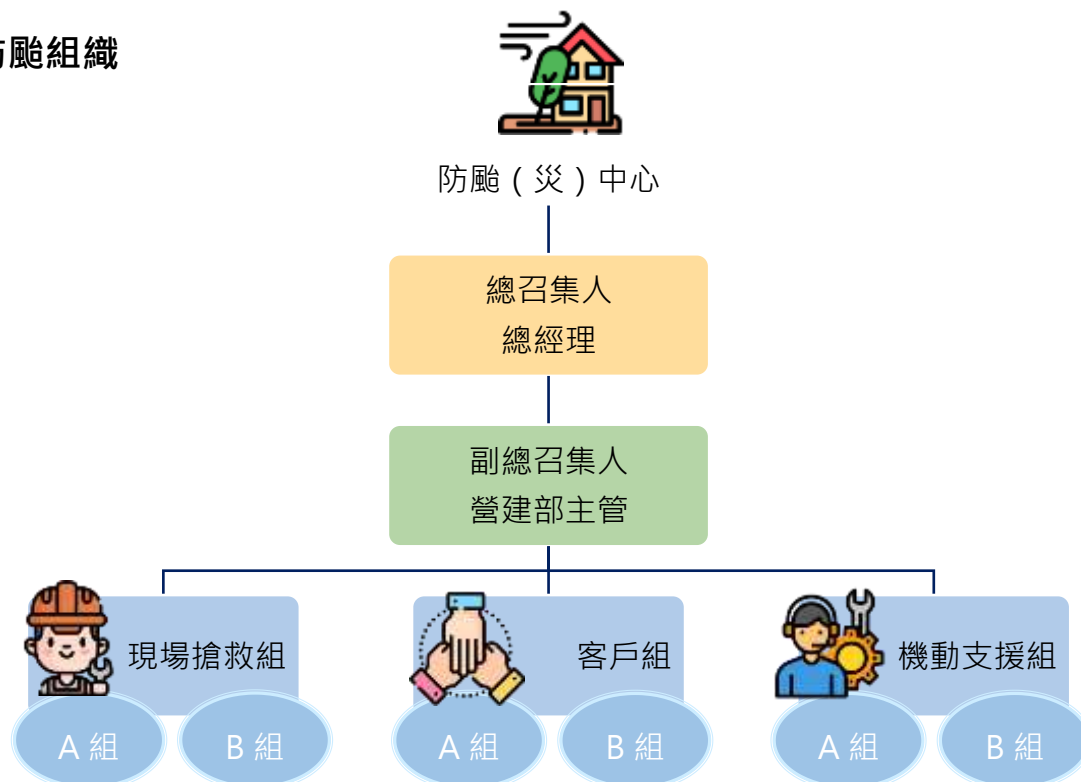 防颱組織
防颱（災）中心
總召集人
總經理
副總召集人
營建部主管
現場搶救組
客戶組
機動支援組
A 組
B 組
A 組
B 組
A 組
B 組